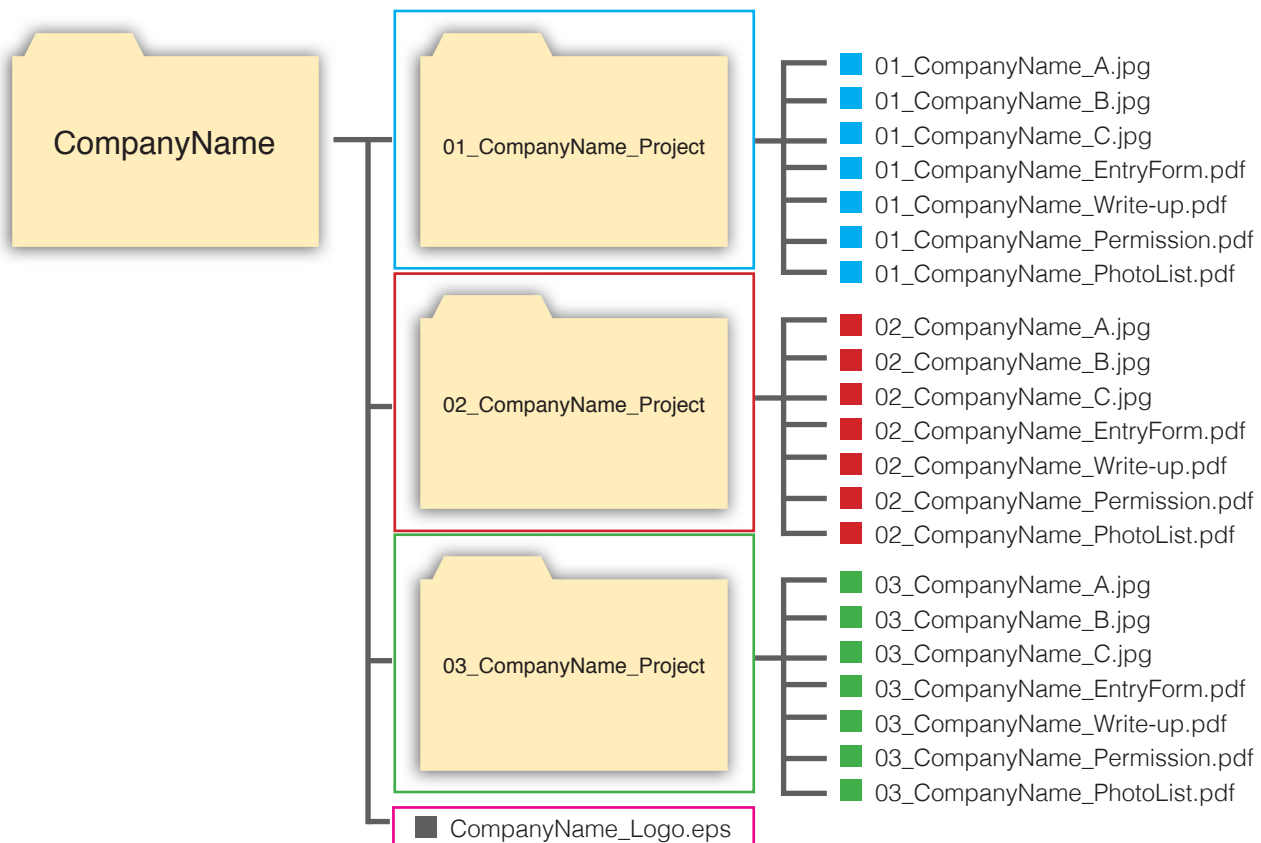 CompanyName
01_CompanyName_Project
01_CompanyName_A.jpg
01_CompanyName_B.jpg
01_CompanyName_C.jpg
01_CompanyName_EntryForm.pdf
01_CompanyName_Write-up.pdf
01_CompanyName_Permission.pdf
01_CompanyName_PhotoList.pdf
02_CompanyName_Project
02_CompanyName_A.jpg
02_CompanyName_B.jpg
02_CompanyName_C.jpg
02_CompanyName_EntryForm.pdf
02_CompanyName_Write-up.pdf
02_CompanyName_Permission.pdf
02_CompanyName_PhotoList.pdf
03_CompanyName_Project
03_CompanyName_A.jpg
03_CompanyName_B.jpg
03_CompanyName_C.jpg
03_CompanyName_EntryForm.pdf
03_CompanyName_Write-up.pdf
03_CompanyName_Permission.pdf
03_CompanyName_PhotoList.pdf
CompanyName_Logo.eps